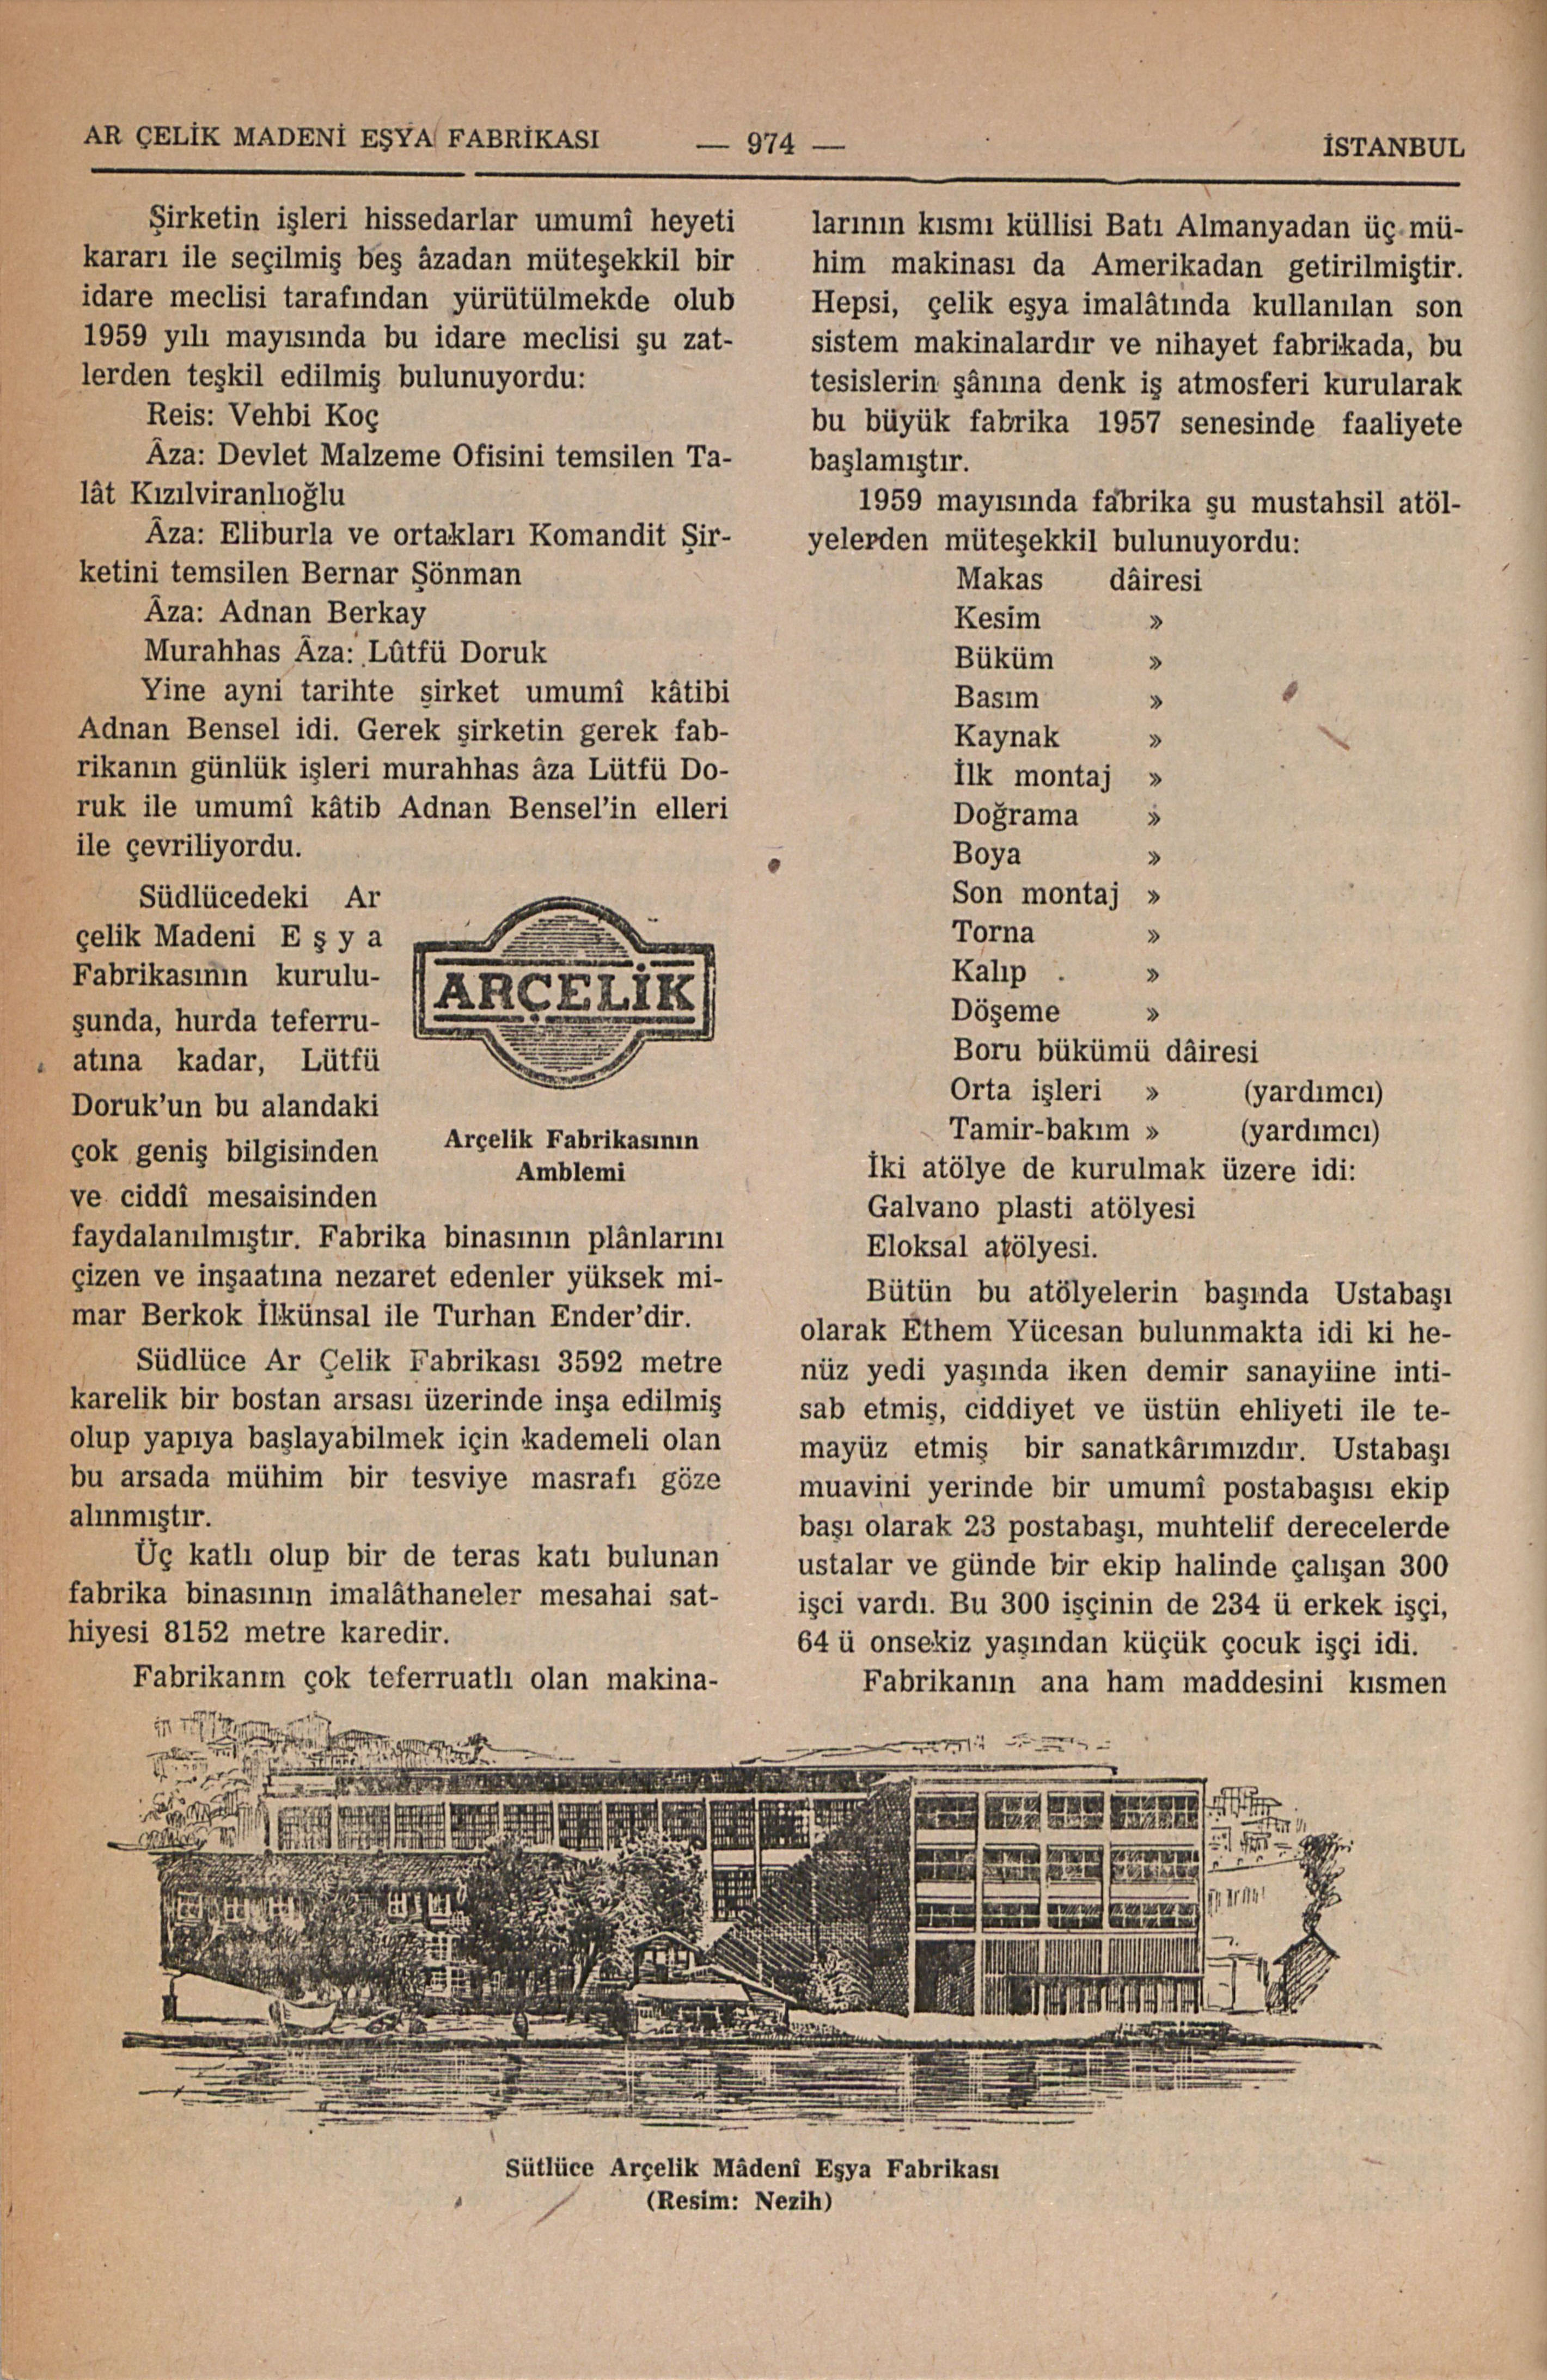 AR ÇELİK MADENİ EŞYA FABRİKASI — 974 — İSTANBUL
Şirketin işleri hissedarlar umumî heyeti
kararı ile seçilmiş beş âzadan müteşekkil bir
idare meclisi tarafından yürütülmekde olub
1959 yılı mayısında bu idare meclisi şu zat-
lerden teşkil edilmiş bulunuyordu:
Reis: Vehbi Koç
Âza: Devlet Malzeme Ofisini temsilen Ta-
lât Kızılviranlıoğlu
Âza: Eliburla ve ortakları Komandit Şir-
ketini temsilen Bernar Şönman
Âza: Adnan Berkay
Murahhas Âza: Lûtfü Doruk
Yine ayni tarihte şirket umumî kâtibi
Adnan Bensel idi. Gerek şirketin gerek fab-
rikanın günlük işleri murahhas âza Lütfü Do-
ruk ile umumî kâtib Adnan Bensel'in elleri
ile çevriliyordu.
Südlücedeki Ar
çelik Madeni Eşya
Fabrikasının kurulu-
şunda, hurda teferru-
atına kadar, Lütfü
Doruk'un bu alandaki
çok geniş bilgisinden
ve ciddî mesaisinden
ARÇELİK
Arçelik Fabrikasının
Amblemi
faydalanılmıştır. Fabrika binasının plânlarını
çizen ve inşaatına nezaret edenler yüksek mi-
mar Berkok İlkünsal ile Turhan Ender'dir.
Südlüce Ar Çelik Fabrikası 3592 metre
karelik bir bostan arsası üzerinde inşa edilmiş
olup yapıya başlayabilmek için kademeli olan
bu arsada mühim bir tesviye masrafı göze
alınmıştır.
Üç katlı olup bir de teras katı bulunan
fabrika binasının imalâthaneler mesahai sat-
hiyesi 8152 metre karedir.
Fabrikanın çok teferruatlı olan makina-
larının kısmı küllisi Batı Almanyadan üç mü-
him makinası da Amerikadan getirilmiştir.
Hepsi, çelik eşya imalâtında kullanılan son
sistem makinalardır ve nihayet fabrikada, bu
tesislerin şânına denk iş atmosferi kurularak
bu büyük fabrika 1957 senesinde faaliyete
başlamıştır.
1959 mayısında fabrika şu mustahsil atöl-
yelerden müteşekkil bulunuyordu:
Makas dâiresi
Kesim »
Büküm »
Basım »
Kaynak »
İlk montaj »
Doğrama »
Boya »
Son montaj »
Torna »
Kalıp »
Döşeme »
Boru bükümü dâiresi
Orta işleri » (yardımcı)
Tamir-bakım » (yardımcı)
İki atölye de kurulmak üzere idi:
Galvano plasti atölyesi
Eloksal atölyesi.
Bütün bu atölyelerin başında Ustabaşı
olarak Ethem Yücesan bulunmakta idi ki he-
nüz yedi yaşında iken demir sanayiine inti-
sab etmiş, ciddiyet ve üstün ehliyeti ile te-
mayüz etmiş bir sanatkârımızdır. Ustabaşı
muavini yerinde bir umumî postabaşısı ekip
başı olarak 23 postabaşı, muhtelif derecelerde
ustalar ve günde bir ekip halinde çalışan 300
işci vardı. Bu 300 işçinin de 234 ü erkek işçi,
64 ü onsekiz yaşından küçük çocuk işçi idi.
Fabrikanın ana ham maddesini kısmen
Sütlüce Arçelik Mâdenî Eşya Fabrikası
(Resim: Nezih)